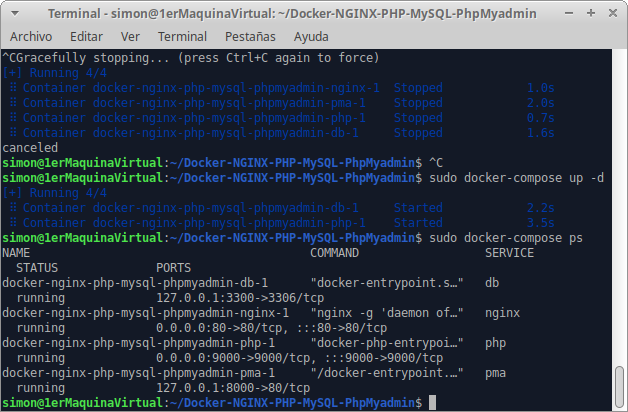 Terminal - simon@1erMaquinaVirtual: ~/Docker-NGINX-PHP-MySQL-PhpMyadmin
Archivo Editar Ver Terminal Pestañas Ayuda
^CGracefully stopping... (press Ctrl+C again to force)
[+] Running 4/4
⠿ Container docker-nginx-php-mysql-phpmyadmin-nginx-1 Stopped 1.0s
⠿ Container docker-nginx-php-mysql-phpmyadmin-pma-1 Stopped 2.0s
⠿ Container docker-nginx-php-mysql-phpmyadmin-php-1 Stopped 0.7s
⠿ Container docker-nginx-php-mysql-phpmyadmin-db-1 Stopped 1.6s
canceled
simon@1erMaquinaVirtual:~/Docker-NGINX-PHP-MySQL-PhpMyadmin$ ^C
simon@1erMaquinaVirtual:~/Docker-NGINX-PHP-MySQL-PhpMyadmin$ sudo docker-compose up -d
[+] Running 4/4
⠿ Container docker-nginx-php-mysql-phpmyadmin-db-1 Started 2.2s
⠿ Container docker-nginx-php-mysql-phpmyadmin-php-1 Started 3.5s
simon@1erMaquinaVirtual:~/Docker-NGINX-PHP-MySQL-PhpMyadmin$ sudo docker-compose ps
NAME COMMAND SERVICE
STATUS PORTS
docker-nginx-php-mysql-phpmyadmin-db-1 "docker-entrypoint.s…" db
running 127.0.0.1:3300->3306/tcp
docker-nginx-php-mysql-phpmyadmin-nginx-1 "nginx -g 'daemon of…" nginx
running 0.0.0.0:80->80/tcp, :::80->80/tcp
docker-nginx-php-mysql-phpmyadmin-php-1 "docker-php-entrypoi…" php
running 0.0.0.0:9000->9000/tcp, :::9000->9000/tcp
docker-nginx-php-mysql-phpmyadmin-pma-1 "/docker-entrypoint.…" pma
running 127.0.0.1:8000->80/tcp
simon@1erMaquinaVirtual:~/Docker-NGINX-PHP-MySQL-PhpMyadmin$